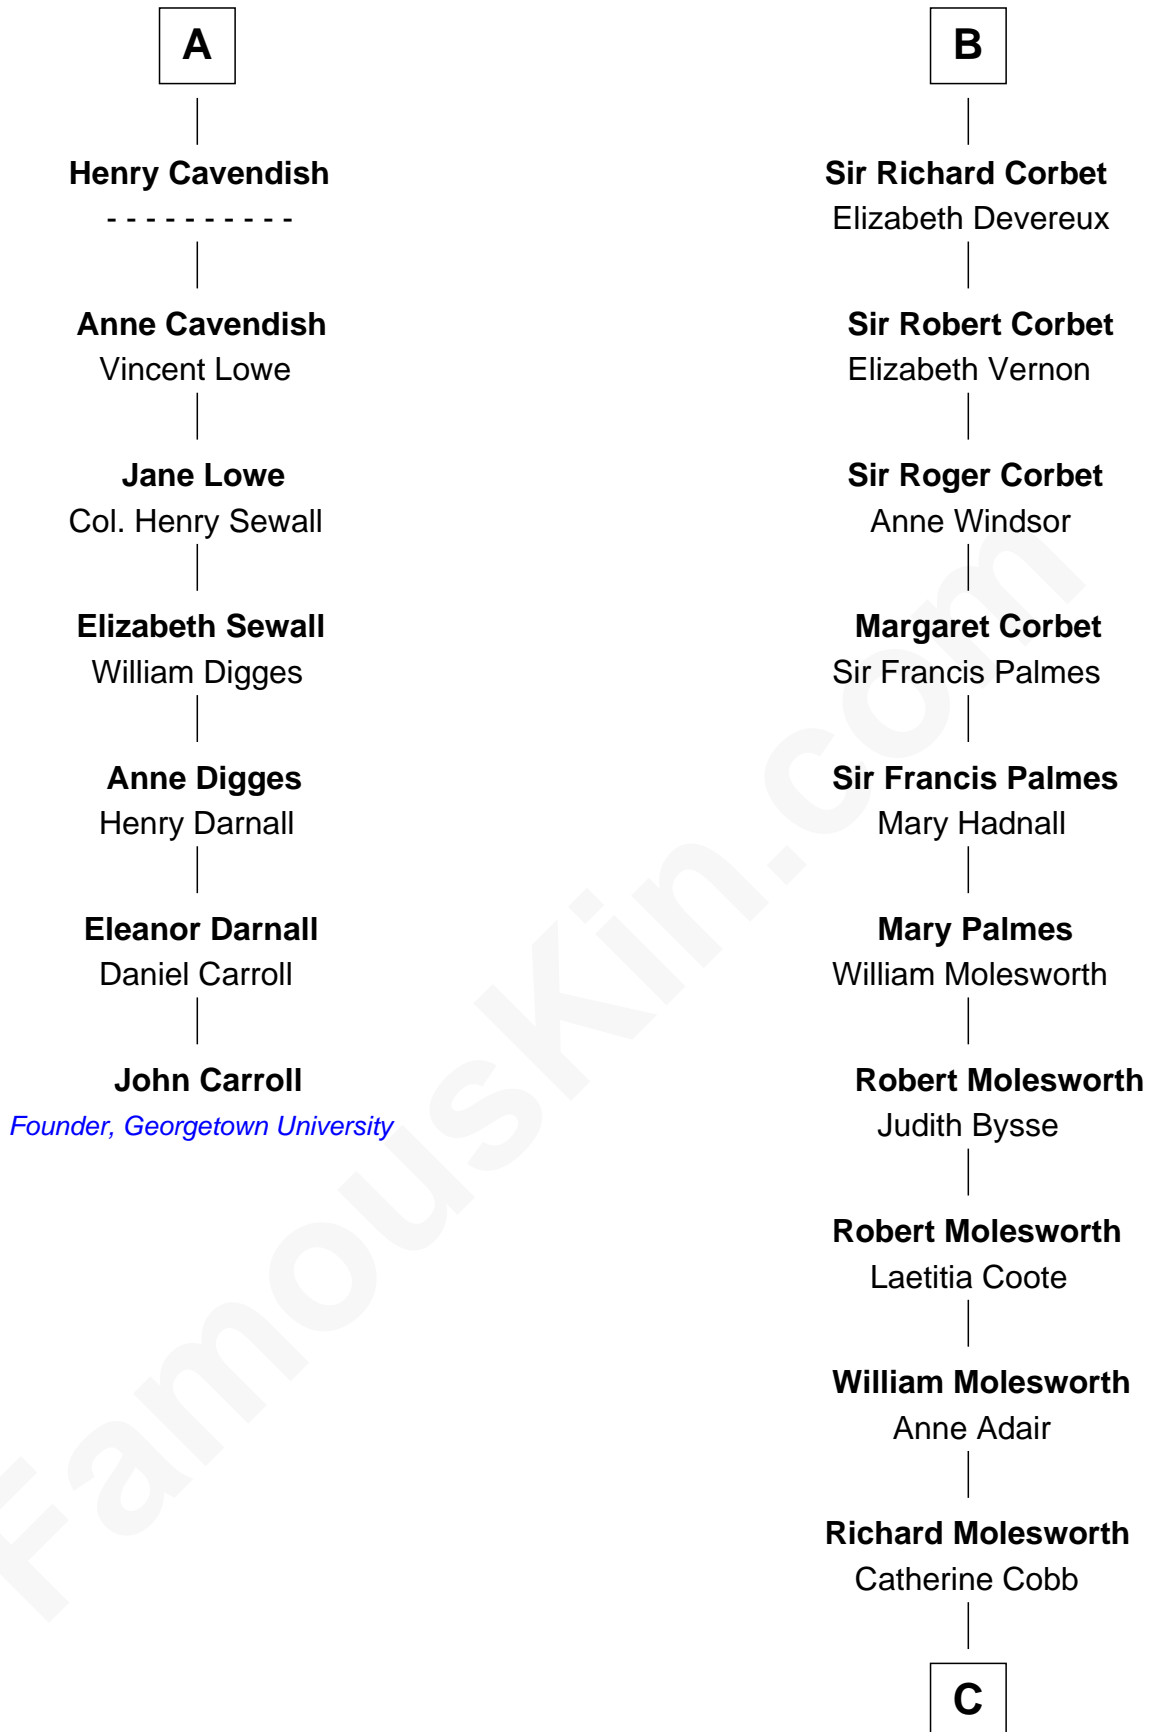 A
Henry Cavendish
- - - - - - - - - -
Anne Cavendish
Vincent Lowe
Jane Lowe
Col. Henry Sewall
Elizabeth Sewall
William Digges
Anne Digges
Henry Darnall
Eleanor Darnall
Daniel Carroll
John Carroll
Founder, Georgetown University
B
Sir Richard Corbet
Elizabeth Devereux
Sir Robert Corbet
Elizabeth Vernon
Sir Roger Corbet
Anne Windsor
Margaret Corbet
Sir Francis Palmes
Sir Francis Palmes
Mary Hadnall
Mary Palmes
William Molesworth
Robert Molesworth
Judith Bysse
Robert Molesworth
Laetitia Coote
William Molesworth
Anne Adair
Richard Molesworth
Catherine Cobb
C
FamousKin.com